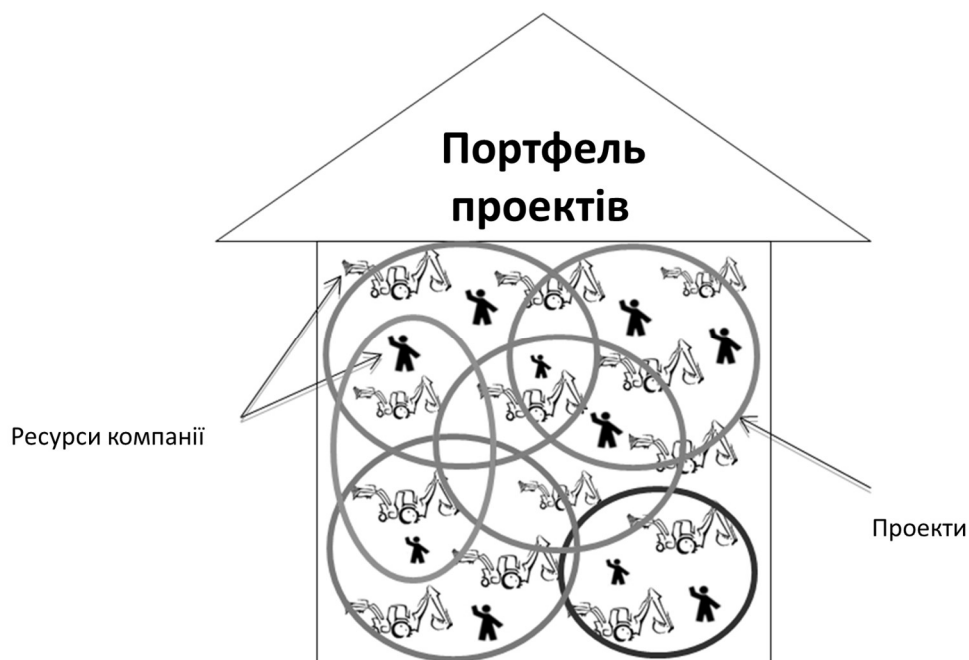 Портфель
проектів
Ресурси компанії
Проекти